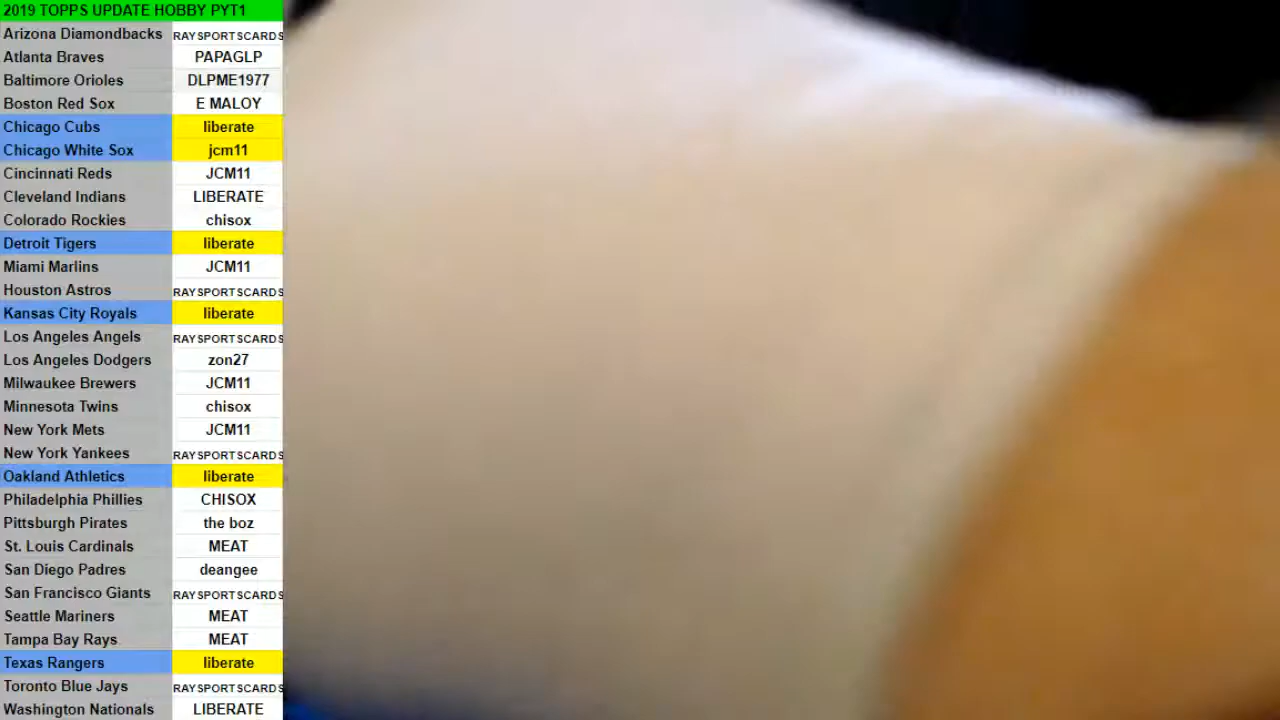 2019 TOPPS UPDATE HOBBY PYT1
Arizona Diamondbacks RAYSPORTSCARDS
Atlanta Braves PAPAGLP
Baltimore Orioles DLPME1977
Boston Red Sox E MALOY
Chicago Cubs liberate
Chicago White Sox jcm11
Cincinnati Reds JCM11
Cleveland Indians LIBERATE
Colorado Rockies chisox
Detroit Tigers liberate
Miami Marlins JCM11
Houston Astros RAYSPORTSCARDS
Kansas City Royals liberate
Los Angeles Angels RAYSPORTSCARDS
Los Angeles Dodgers zon27
Milwaukee Brewers JCM11
Minnesota Twins chisox
New York Mets JCM11
New York Yankees RAYSPORTSCARDS
Oakland Athletics liberate
Philadelphia Phillies CHISOX
Pittsburgh Pirates the boz
St. Louis Cardinals MEAT
San Diego Padres deangee
San Francisco Giants RAYSPORTSCARDS
Seattle Mariners MEAT
Tampa Bay Rays MEAT
Texas Rangers liberate
Toronto Blue Jays RAYSPORTSCARDS
Washington Nationals LIBERATE